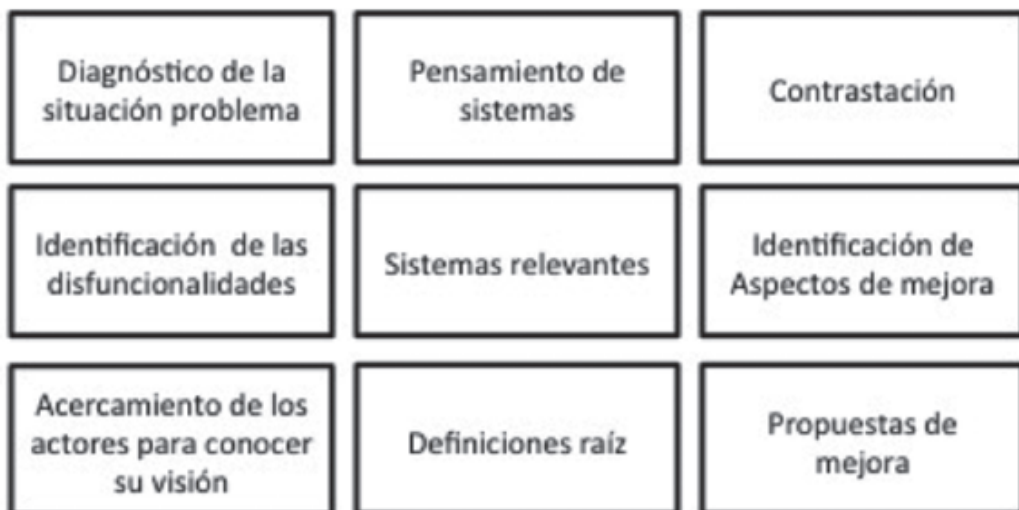 Diagnóstico de la
situación problema
Pensamiento de
sistemas
Contrastación
Identificación de las
disfuncionalidades
Sistemas relevantes
Identificación de
Aspectos de mejora
Acercamiento de los
actores para conocer
su visión
Definiciones raíz
Propuestas de
mejora